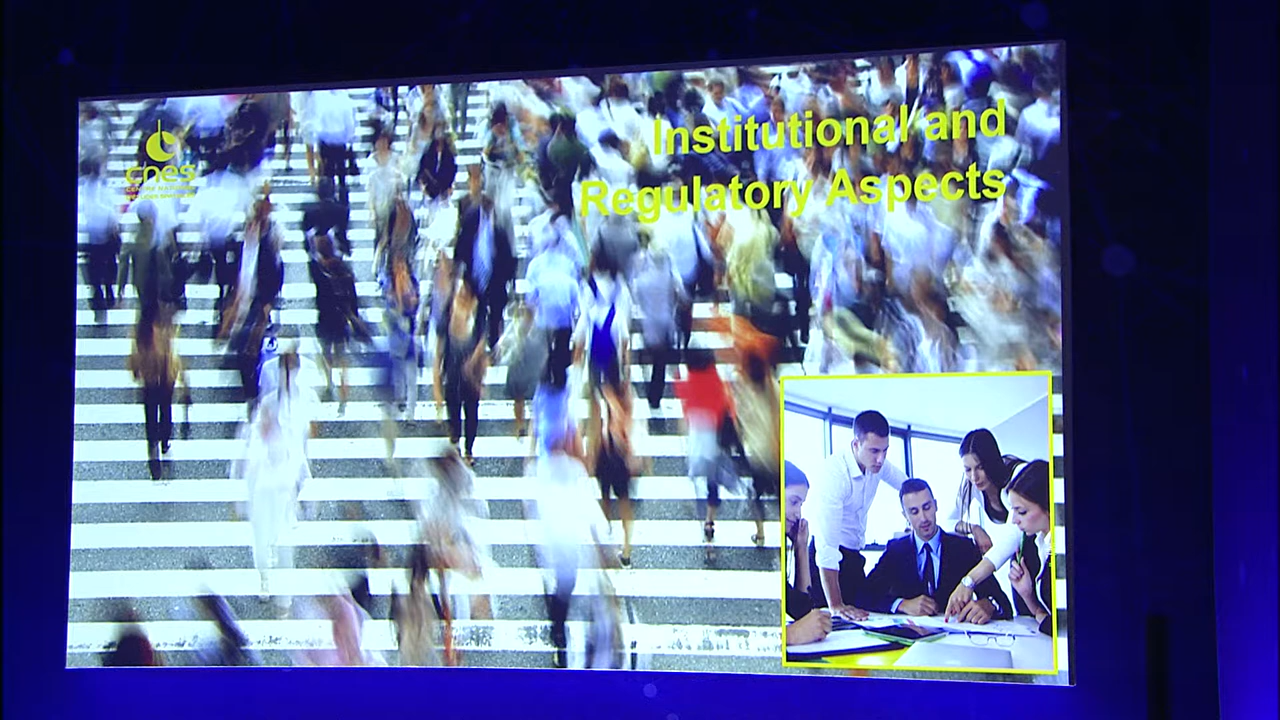 Institutional and
Regulatory Aspects
cnes